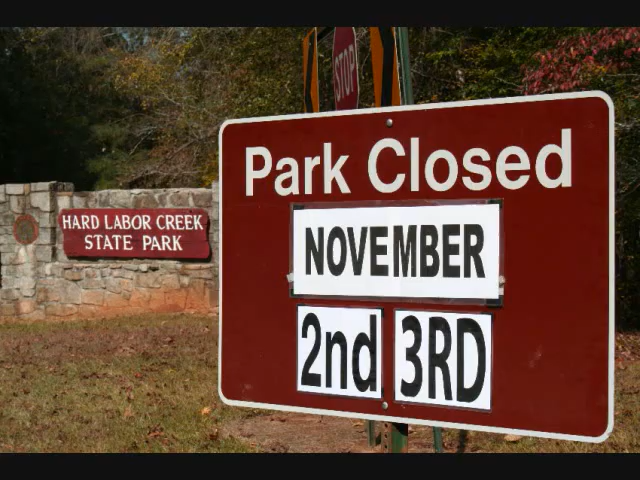 STOP
Park Closed
NOVEMBER
2nd 3RD
HARD LABOR CREEK
STATE PARK